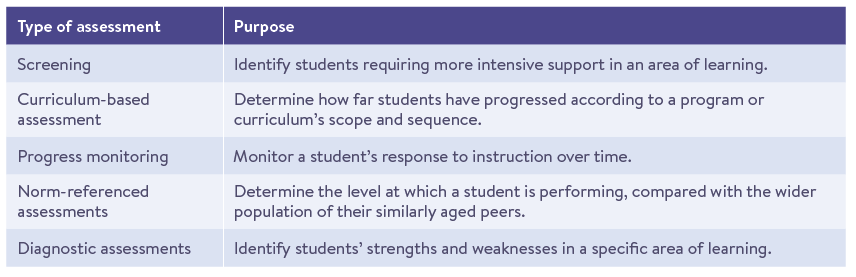 Type of assessment Purpose
Screening Identify students requiring more intensive support in an area of learning.
Curriculum-based
assessment
Determine how far students have progressed according to a program or
curriculum's scope and sequence.
Progress monitoring Monitor a student's response to instruction over time.
Norm-referenced
assessments
Determine the level at which a student is performing, compared with the wider
population of their similarly aged peers.
Diagnostic assessments Identify students' strengths and weaknesses in a specific area of learning.